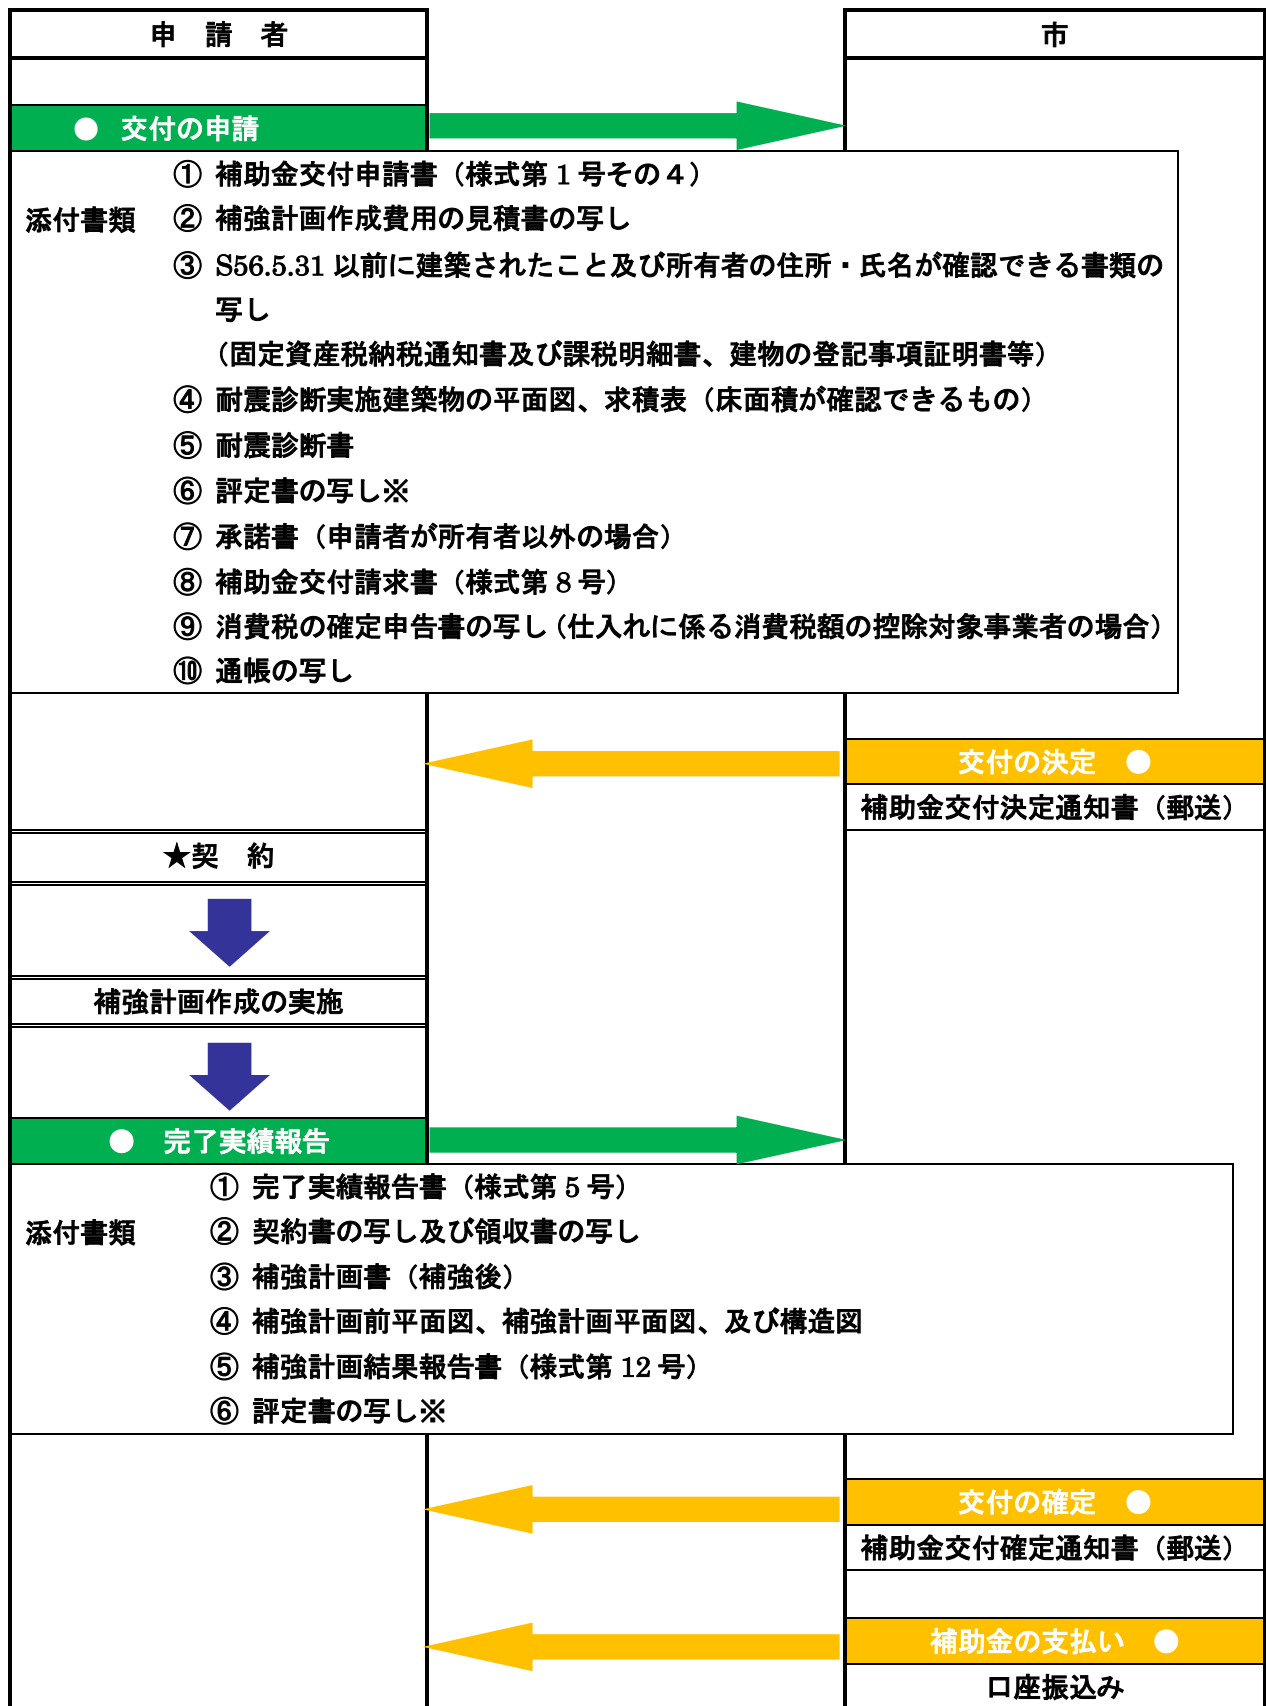 申　請　者
市
●　交付の申請
添付書類
① 補助金交付申請書（様式第 1 号その４）
② 補強計画作成費用の見積書の写し
③ S56.5.31 以前に建築されたこと及び所有者の住所・氏名が確認できる書類の
写し
（固定資産税納税通知書及び課税明細書、建物の登記事項証明書等）
④ 耐震診断実施建築物の平面図、求積表（床面積が確認できるもの）
⑤ 耐震診断書
⑥ 評定書の写し※
⑦ 承諾書（申請者が所有者以外の場合）
⑧ 補助金交付請求書（様式第 8 号）
⑨ 消費税の確定申告書の写し（仕入れに係る消費税額の控除対象事業者の場合）
⑩ 通帳の写し
交付の決定　●
補助金交付決定通知書（郵送）
★契　約
補強計画作成の実施
●　完了実績報告
添付書類
① 完了実績報告書（様式第 5 号）
② 契約書の写し及び領収書の写し
③ 補強計画書（補強後）
④ 補強計画前平面図、補強計画平面図、及び構造図
⑤ 補強計画結果報告書（様式第 12 号）
⑥ 評定書の写し※
交付の確定　●
補助金交付確定通知書（郵送）
補助金の支払い　●
口座振込み